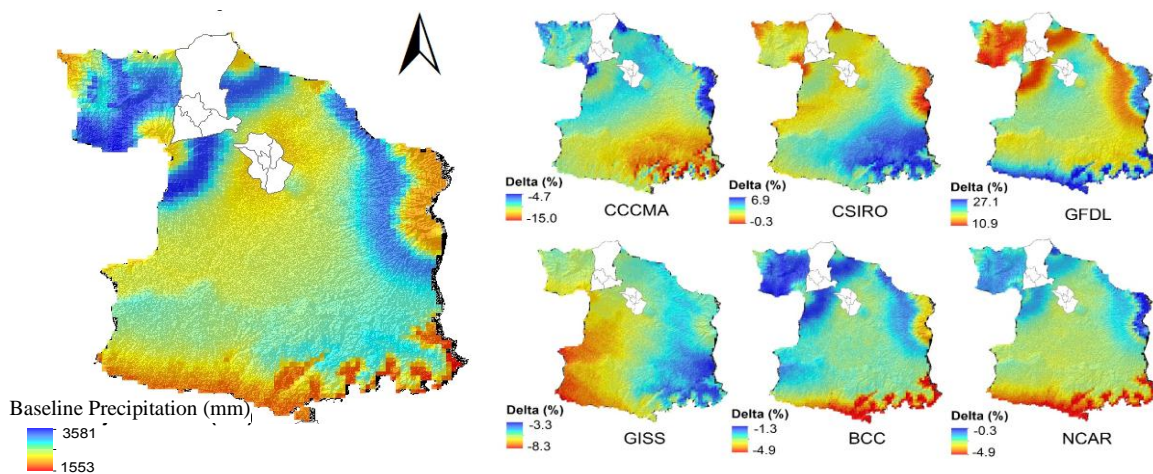 Baseline Precipitation (mm)
3581
1553
Delta (%)
-4.7
-15.0
CCCMA
Delta (%)
6.9
-0.3
CSIRO
Delta (%)
27.1
10.9
GFDL
Delta (%)
-3.3
-8.3
GISS
Delta (%)
-1.3
-4.9
BCC
Delta (%)
-0.3
-4.9
NCAR